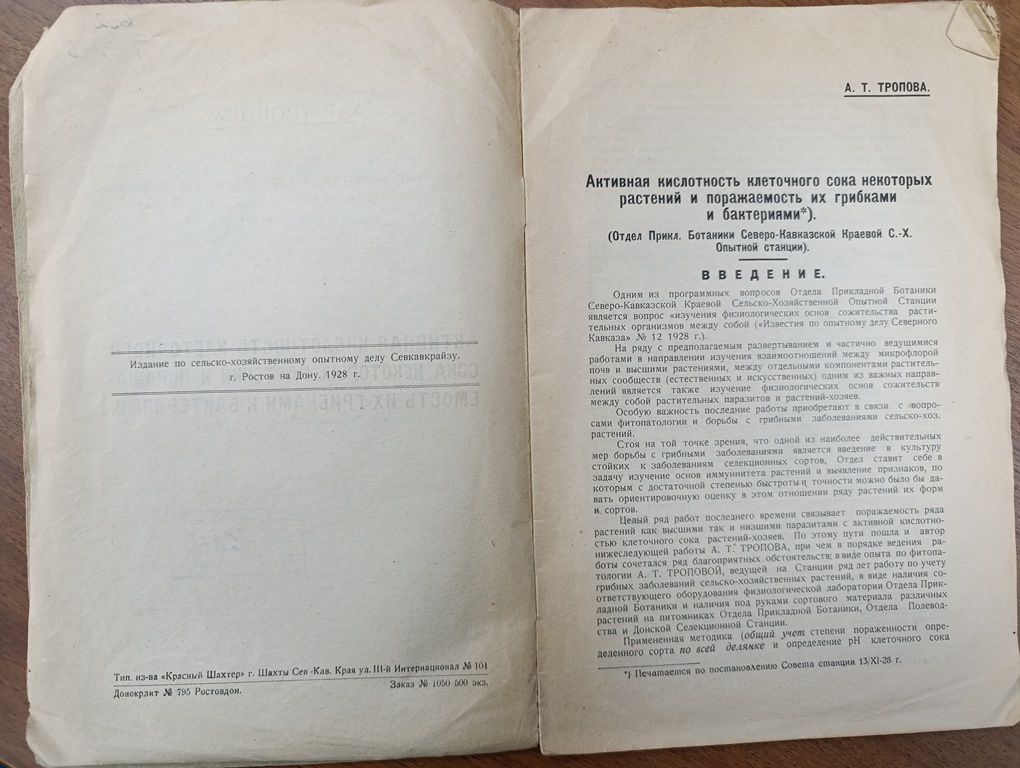 Издание по сельско-хозяйственному опытному делу Севкавкрайзу.
г. Ростов на Дону. 1928 г.
Тип. из-ва «Красный Шахтер» г. Шахты Сев-Кав. Края ул. III-й Интернационал № 104
Донокрлит № 795 Ростовдон. Заказ № 1050 500 экз.
А. Т. ТРОПОВА.
Активная кислотность клеточного сока некоторых
растений и поражаемость их грибками
и бактериями*).
(Отдел Прикл. Ботаники Северо-Кавказской Краевой С.-Х.
Опытной станции).
ВВЕДЕНИЕ.
Одним из программных вопросов Отдела Прикладной Ботаники
Северо-Кавказской Краевой Сельско-Хозяйственной Опытной Станции
является вопрос «изучения физиологических основ сожительства расти-
тельных организмов между собой («Известия по опытному делу Северного
Кавказа» № 12 1928 г.).
На ряду с предполагаемым развертыванием и частично ведущимися
работами в направлении изучения взаимоотношений между микрофлорой
почв и высшими растениями, между отдельными компонентами раститель-
ных сообществ (естественных и искусственных) одним из важных направ-
лений является также изучение физиологических основ сожительств
между собой растительных паразитов и растений-хозяев.
Особую важность последние работы приобретают в связи с вопро-
сами фитопатологии и борьбы с грибными заболеваниями сельско-хоз.
растений.
Стоя на той точке зрения, что одной из наиболее действительных
мер борьбы с грибными заболеваниями является введение в культуру
стойких к заболеваниям селекционных сортов, Отдел ставит себе в
задачу изучение основ иммуннитета растений и выявление признаков, по
которым с достаточной степенью быстроты и точности можно было бы да-
вать ориентировочную оценку в этом отношении ряду растений их форм
и сортов.
Целый ряд работ последнего времени связывает поражаемость ряда
растений как высшими так и низшими паразитами с активной кислотно-
стью клеточного сока растений-хозяев. По этому пути пошла и автор
нижеследующей работы А. Т. ТРОПОВА, при чем в порядке ведения ра-
боты сочетался ряд благоприятных обстоятельств: в виде опыта по фитопа-
тологии А. Т. ТРОПОВОЙ, ведущей на Станции ряд лет работу по учету
грибных заболеваний сельско-хозяйственных растений, в виде наличия со-
ответствующего оборудования физиологической лаборатории Отдела Прик-
ладной Ботаники и наличия под руками сортового материала различных
растений на питомниках Отдела Прикладной Ботаники, Отдела Полевод-
ства и Донской Селекционной Станции.
Примененная методика (общий учет степени пораженности опре-
деленного сорта по всей делянке и определение pH клеточного сока
*) Печатается по постановлению Совета станции 13/XI-28 г.